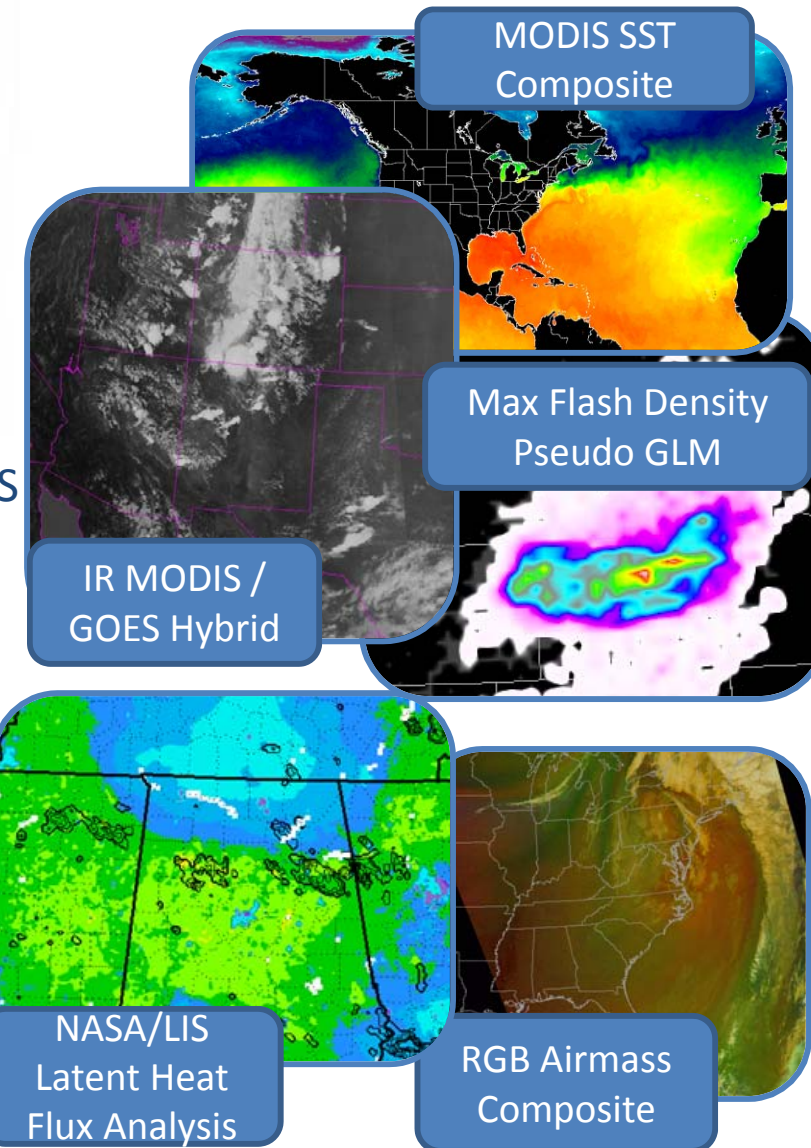 MODIS SST
Composite
Max Flash Density
Pseudo GLM
S
IR MODIS /
GOES Hybrid
NASA/LIS
Latent Heat
Flux Analysis
RGB Airmass
Composite